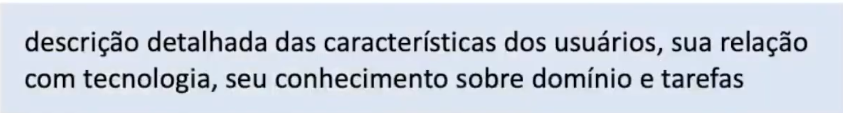 descrição detalhada das características dos usuários, sua relação
com tecnologia, seu conhecimento sobre domínio e tarefas